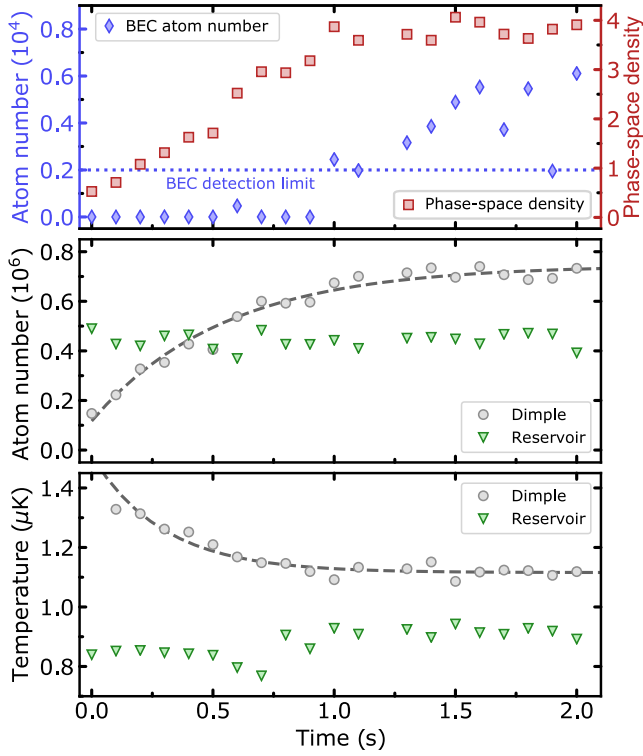 Atom number (10⁴)
0.8
0.6
0.4
0.2
0.0
BEC atom number
BEC detection limit
Phase-space density
4
3
2
1
0
Phase-space density
Atom number (10⁶)
0.8
0.6
0.4
0.2
0.0
Dimple
Reservoir
Temperature (μK)
1.4
1.2
1.0
0.8
Dimple
Reservoir
0.0 0.5 1.0 1.5 2.0
Time (s)